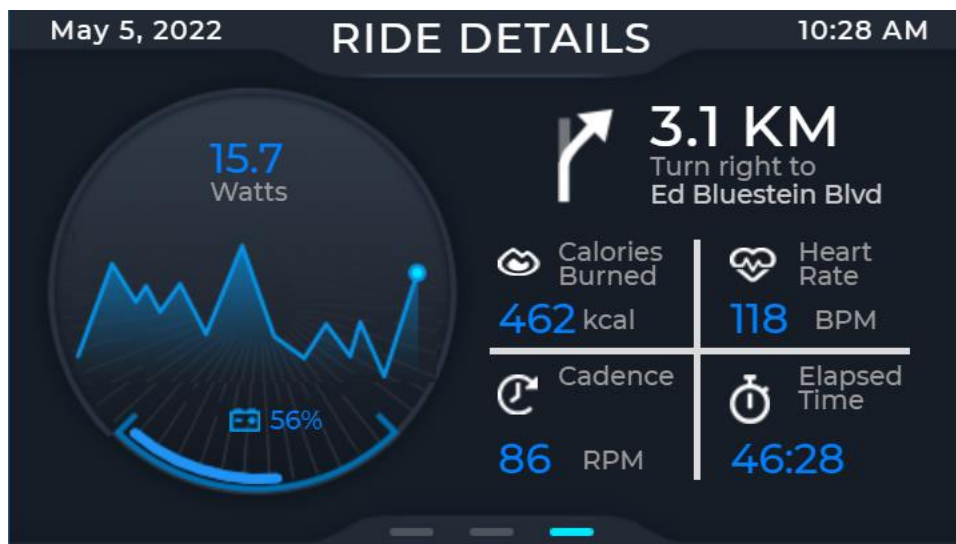 May 5, 2022
RIDE DETAILS
10:28 AM
15.7
Watts
56%
3.1 KM
Turn right to
Ed Bluestein Blvd
Calories
Burned
462 kcal
Heart
Rate
118 BPM
Cadence
86 RPM
Elapsed
Time
46:28